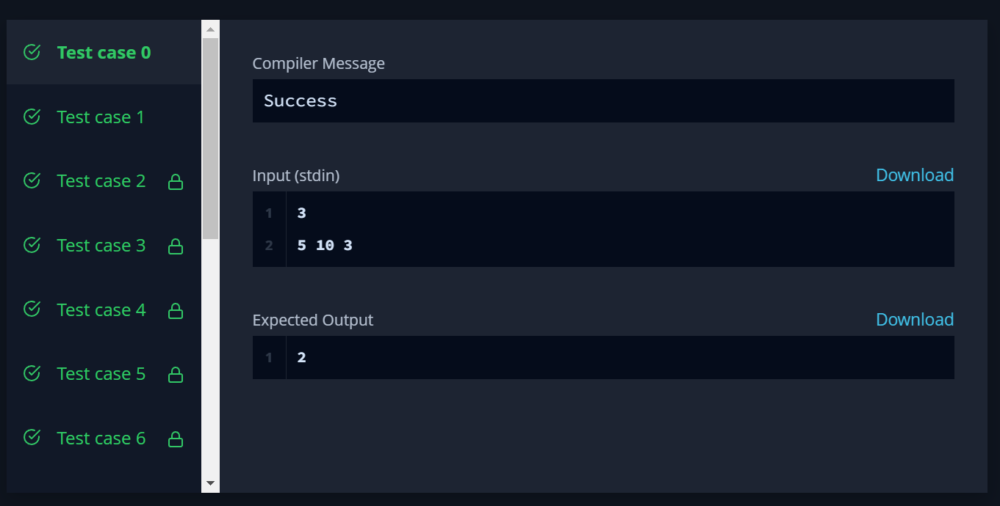 Test case 0
Test case 1
Test case 2
Test case 3
Test case 4
Test case 5
Test case 6
Compiler Message
Success
Input (stdin)
Download
1 3
2 5 10 3
Expected Output
Download
1 2